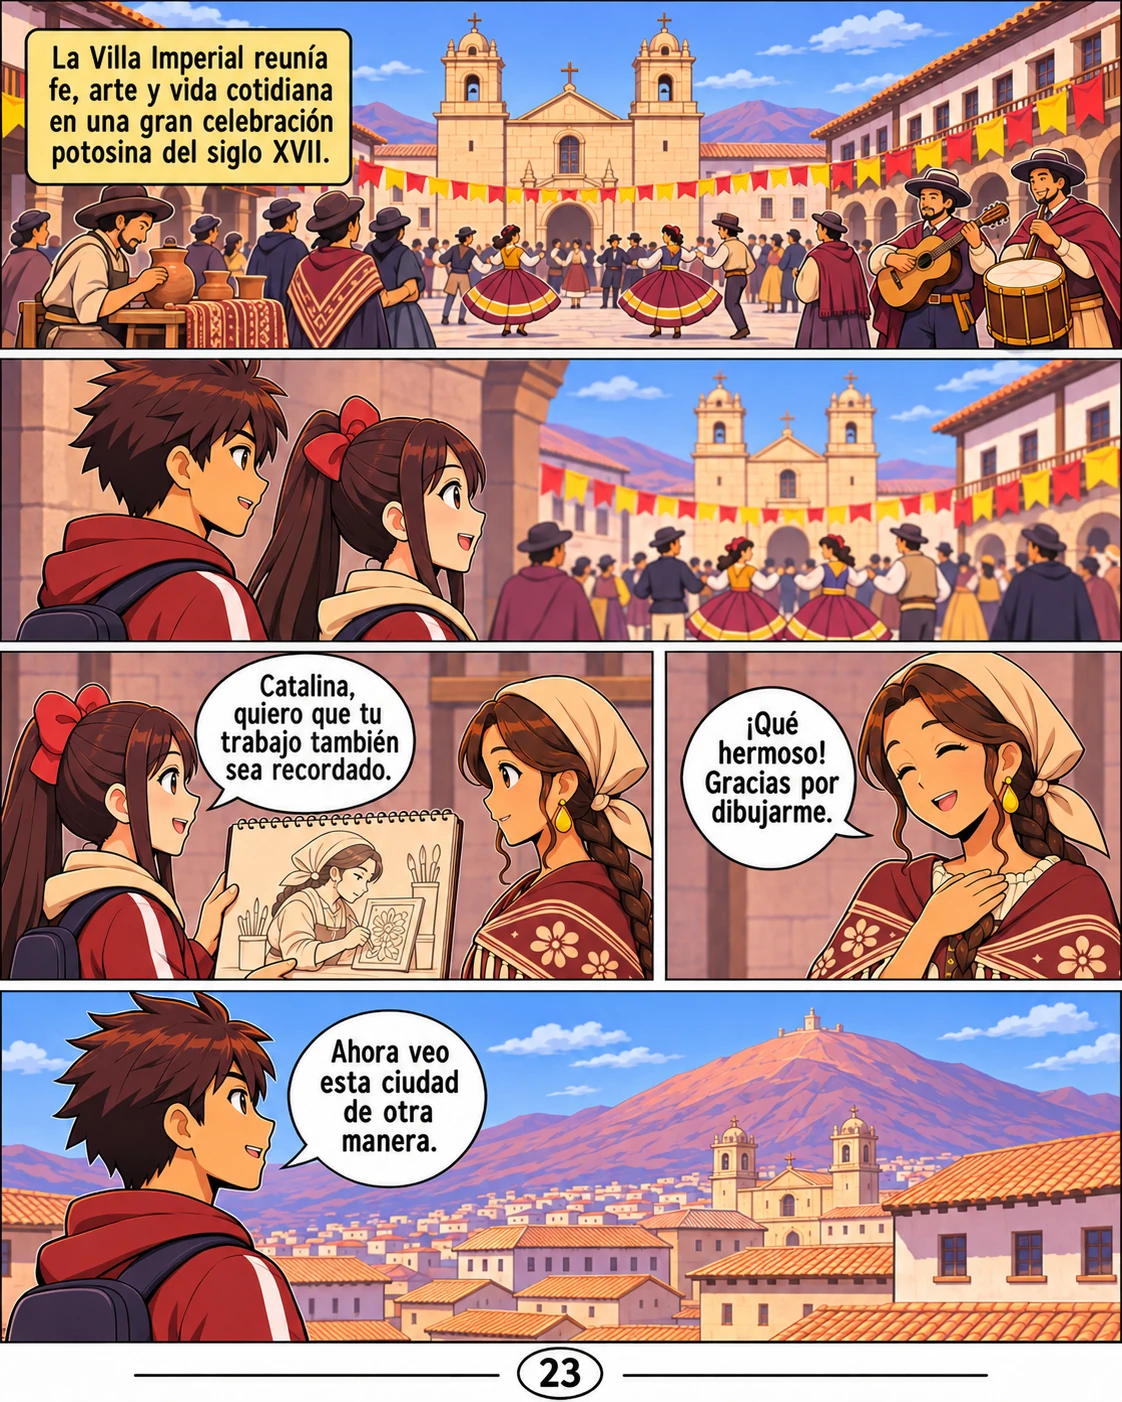 La Villa Imperial reunía
fe, arte y vida cotidiana
en una gran celebración
potosina del siglo XVII.
Catalina,
quiero que tu
trabajo también
sea recordado.
¡Qué
hermoso!
Gracias por
dibujarme.
Ahora veo
esta ciudad
de otra
manera.
23